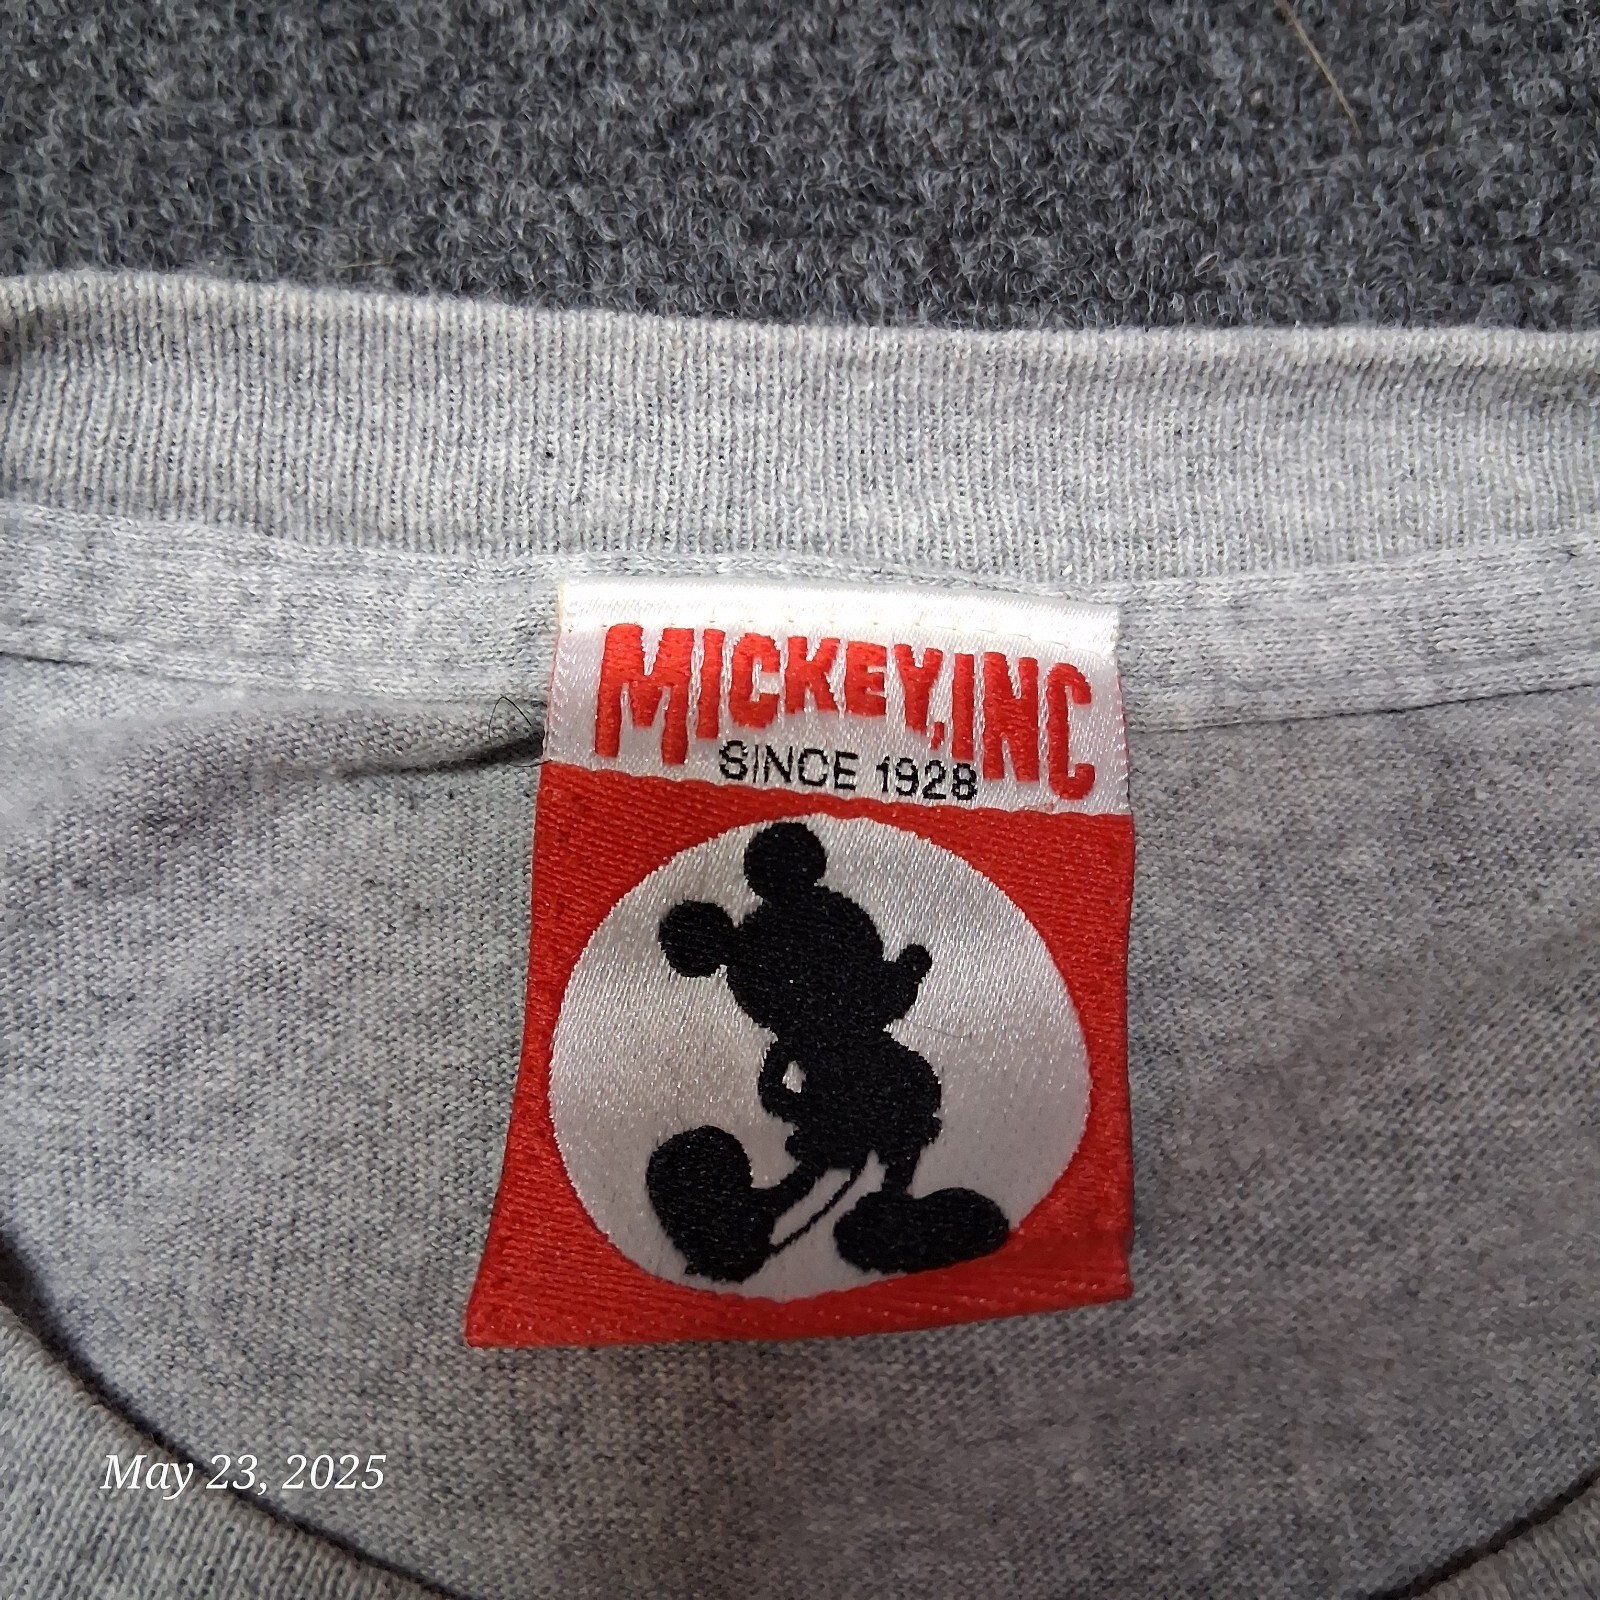 MICKEY, INC
SINCE 1928
May 23, 2025